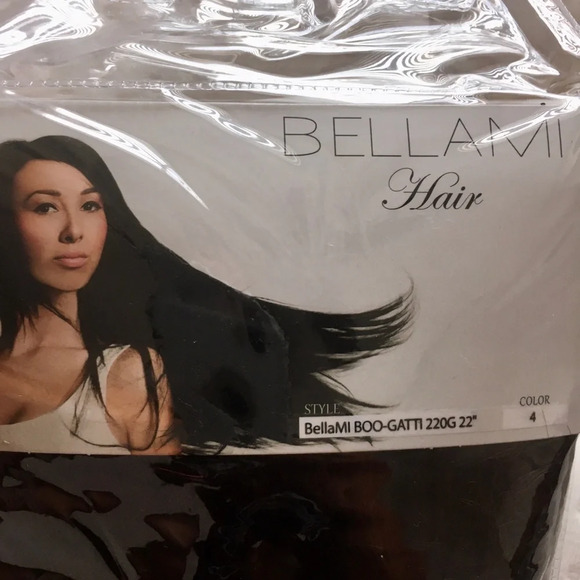 BELLAMI
Hair
STYLE
BellaMI BOO-GATTI 220G 22"
COLOR
4